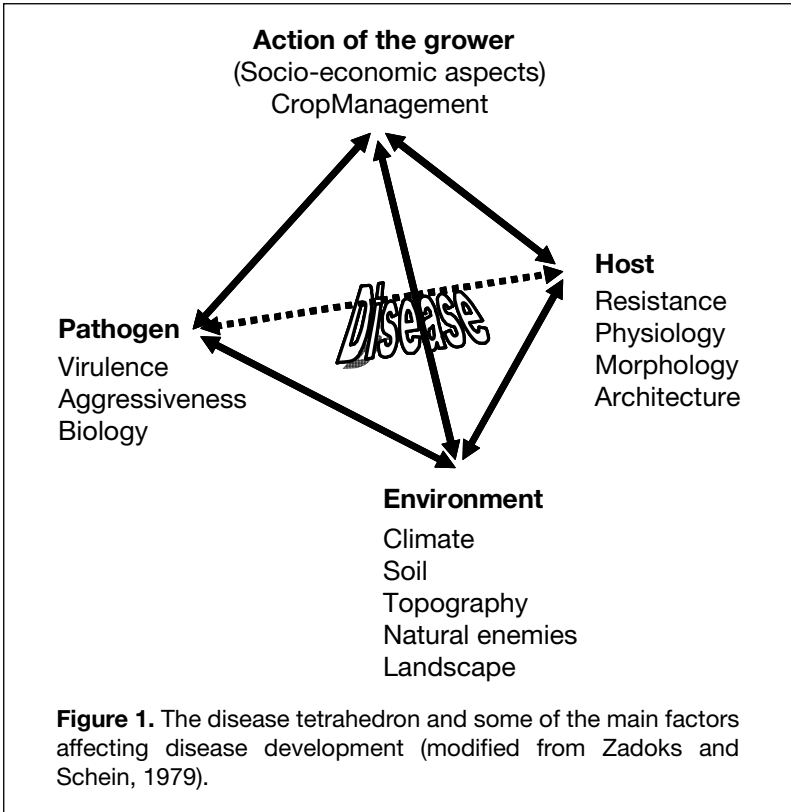 Action of the grower
(Socio-economic aspects)
CropManagement
Host
Resistance
Physiology
Morphology
Architecture
Disease
Pathogen
Virulence
Aggressiveness
Biology
Environment
Climate
Soil
Topography
Natural enemies
Landscape
Figure 1. The disease tetrahedron and some of the main factors
affecting disease development (modified from Zadoks and
Schein, 1979).